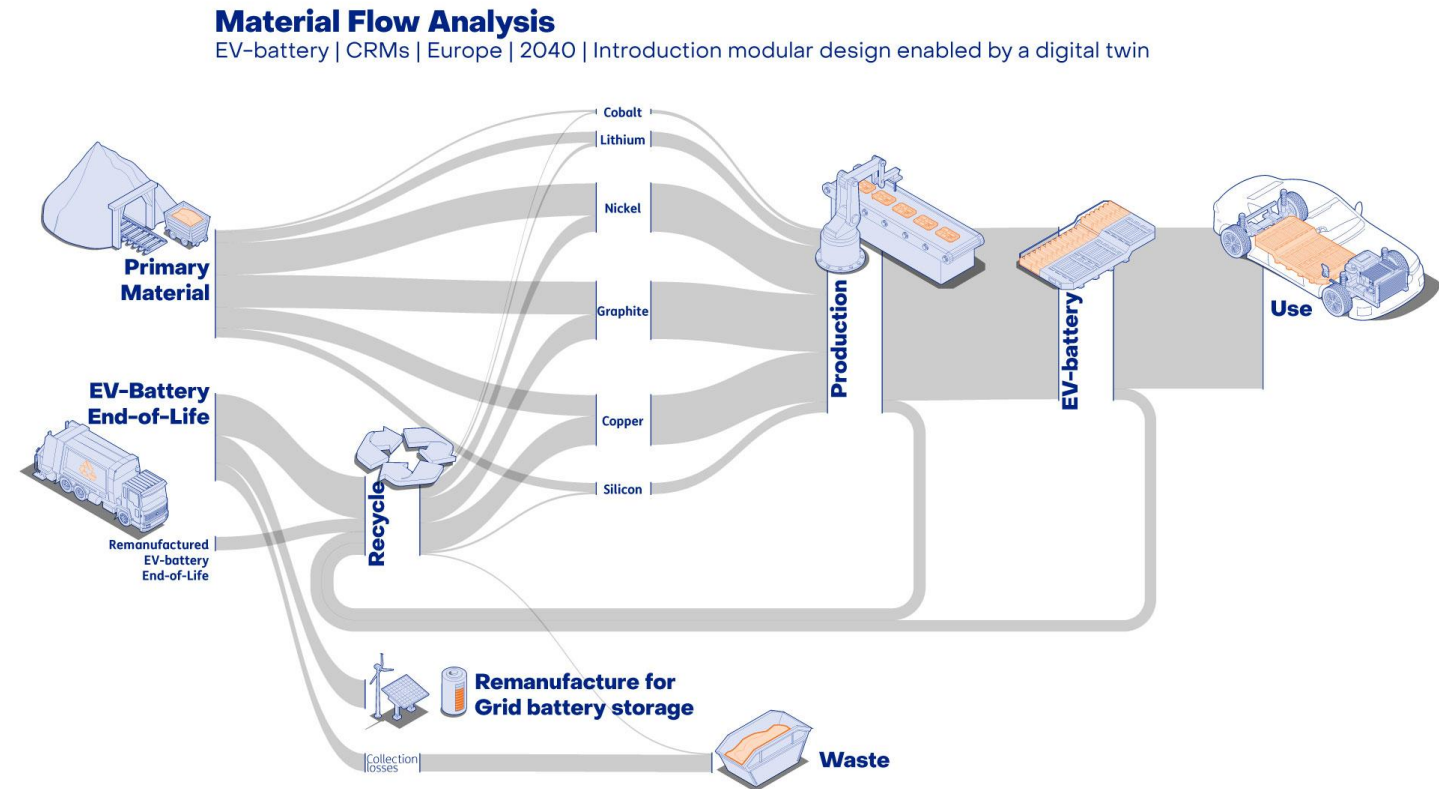 Material Flow Analysis
EV-battery | CRMs | Europe | 2040 | Introduction modular design enabled by a digital twin
Cobalt
Lithium
Nickel
Graphite
Copper
Silicon
Primary
Material
EV-Battery
End-of-Life
Remanufactured
EV-battery
End-of-Life
Recycle
Production
EV-battery
Use
Remanufacture for
Grid battery storage
Collection
losses
Waste